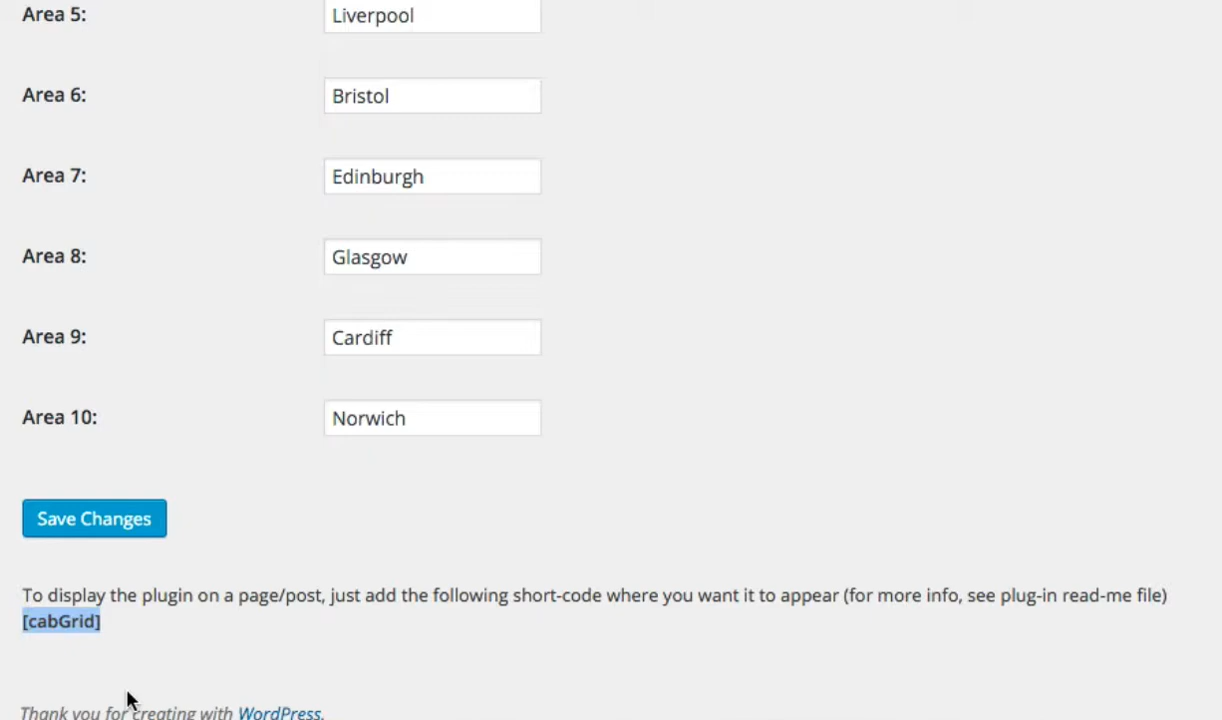 Area 5: Liverpool
Area 6: Bristol
Area 7: Edinburgh
Area 8: Glasgow
Area 9: Cardiff
Area 10: Norwich
Save Changes
To display the plugin on a page/post, just add the following short-code where you want it to appear (for more info, see plug-in read-me file)
[cabGrid]
Thank you for creating with WordPress.